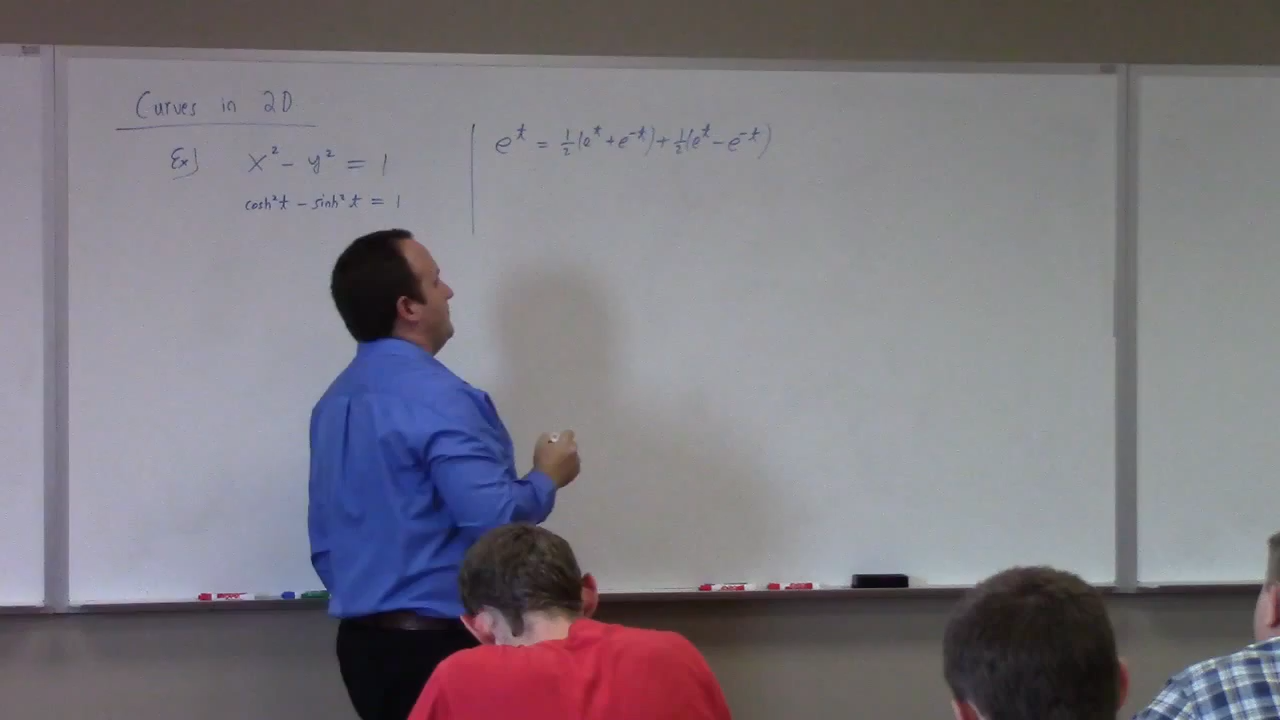 Curves in 2D
Ex] x² - y² = 1
cosh²t - sinh²t = 1
e^t = 1/2(e^t + e^-t) + 1/2(e^t - e^-t)